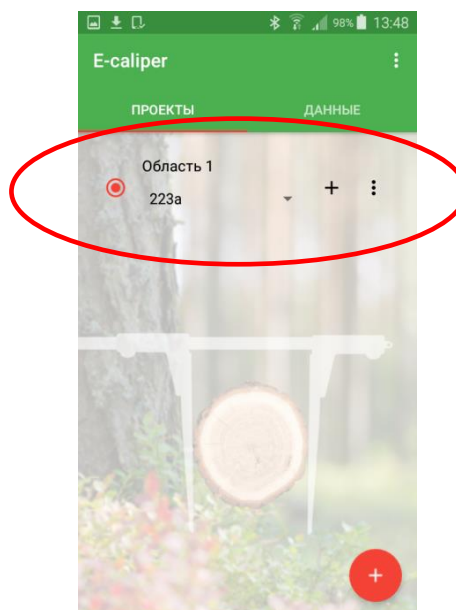 98% 13:48
E-caliper
ПРОЕКТЫ ДАННЫЕ
Область 1
223а